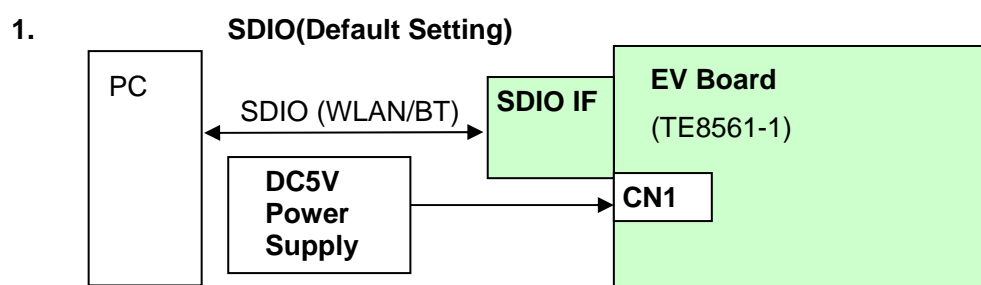 1. SDIO(Default Setting)
PC
SDIO (WLAN/BT)
SDIO IF
EV Board
(TE8561-1)
DC5V
Power
Supply
CN1